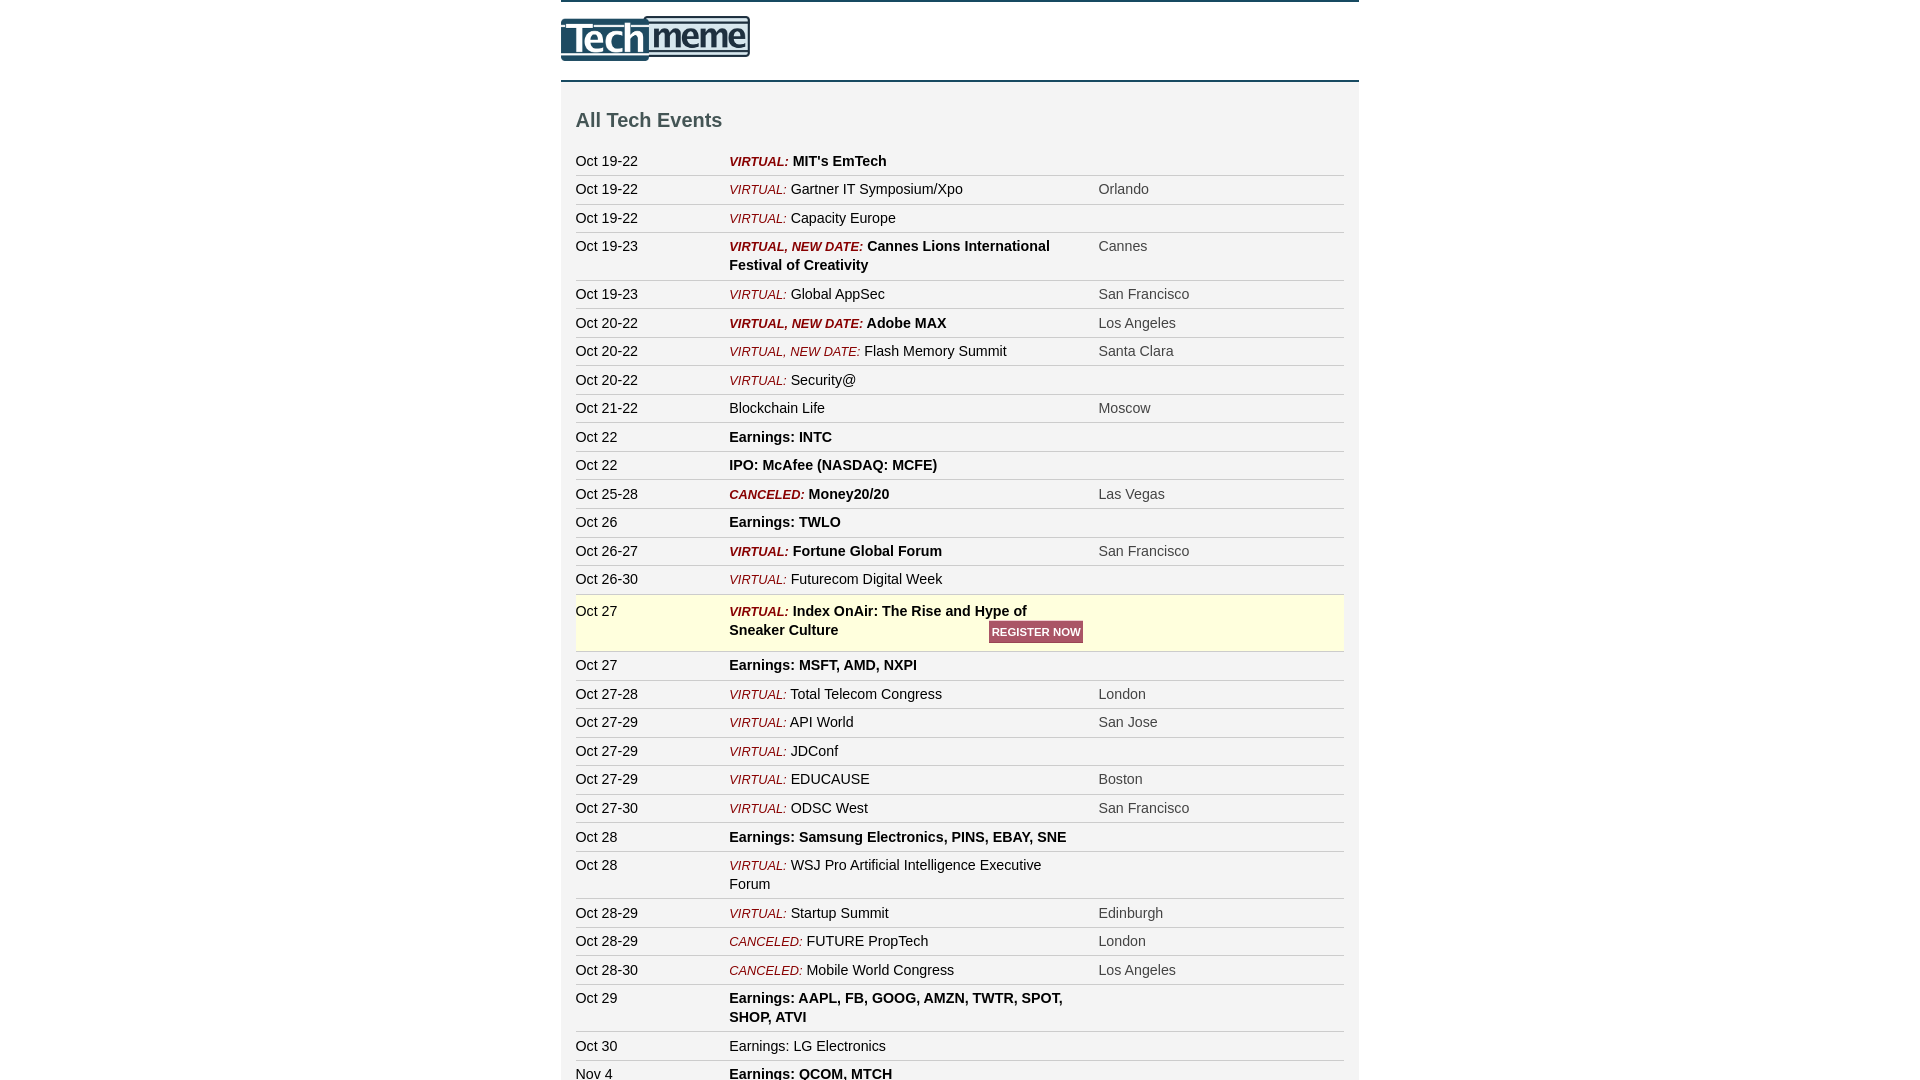 Techmeme
All Tech Events
Oct 19-22 VIRTUAL: MIT's EmTech
Oct 19-22 VIRTUAL: Gartner IT Symposium/Xpo Orlando
Oct 19-22 VIRTUAL: Capacity Europe
Oct 19-23 VIRTUAL, NEW DATE: Cannes Lions International Cannes
Festival of Creativity
Oct 19-23 VIRTUAL: Global AppSec San Francisco
Oct 20-22 VIRTUAL, NEW DATE: Adobe MAX Los Angeles
Oct 20-22 VIRTUAL, NEW DATE: Flash Memory Summit Santa Clara
Oct 20-22 VIRTUAL: Security@
Oct 21-22 Blockchain Life Moscow
Oct 22 Earnings: INTC
Oct 22 IPO: McAfee (NASDAQ: MCFE)
Oct 25-28 CANCELED: Money20/20 Las Vegas
Oct 26 Earnings: TWLO
Oct 26-27 VIRTUAL: Fortune Global Forum San Francisco
Oct 26-30 VIRTUAL: Futurecom Digital Week
Oct 27 VIRTUAL: Index OnAir: The Rise and Hype of
Sneaker Culture REGISTER NOW
Oct 27 Earnings: MSFT, AMD, NXPI
Oct 27-28 VIRTUAL: Total Telecom Congress London
Oct 27-29 VIRTUAL: API World San Jose
Oct 27-29 VIRTUAL: JDConf
Oct 27-29 VIRTUAL: EDUCAUSE Boston
Oct 27-30 VIRTUAL: ODSC West San Francisco
Oct 28 Earnings: Samsung Electronics, PINS, EBAY, SNE
Oct 28 VIRTUAL: WSJ Pro Artificial Intelligence Executive
Forum
Oct 28-29 VIRTUAL: Startup Summit Edinburgh
Oct 28-29 CANCELED: FUTURE PropTech London
Oct 28-30 CANCELED: Mobile World Congress Los Angeles
Oct 29 Earnings: AAPL, FB, GOOG, AMZN, TWTR, SPOT,
SHOP, ATVI
Oct 30 Earnings: LG Electronics
Nov 4 Earnings: QCOM, MTCH